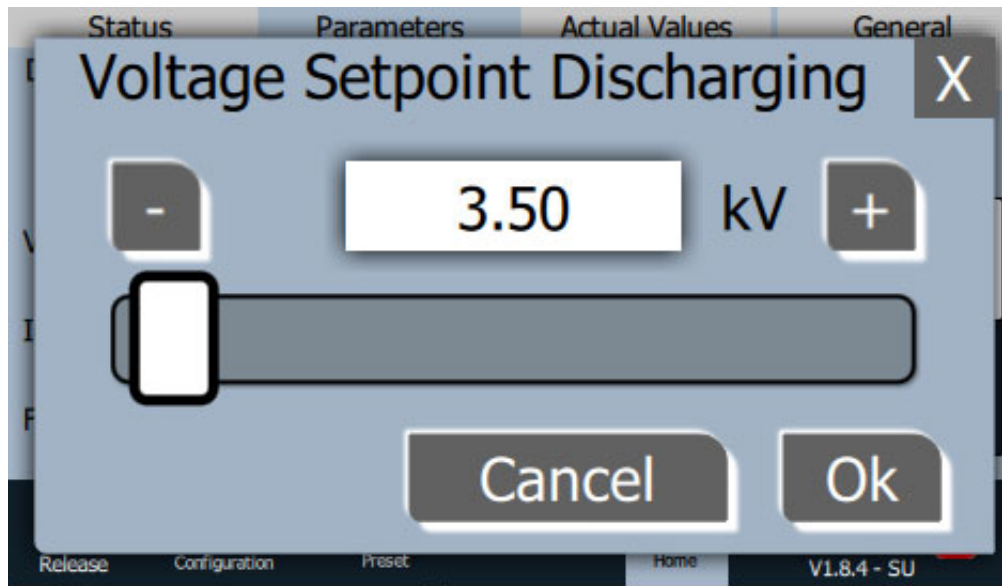 Status Parameters Actual Values General
Voltage Setpoint Discharging X
- 3.50 kV +
Cancel Ok
Release Configuration Preset Home V1.8.4 - SU